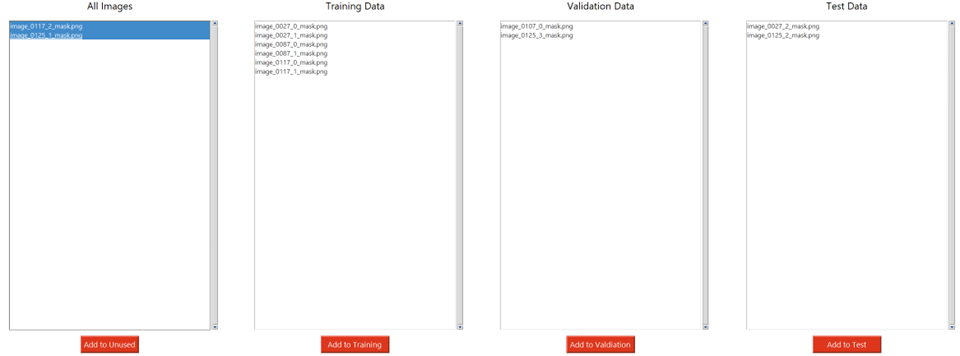 All Images
image_0117_2_mask.png
image_0125_1_mask.png
Add to Unused
Training Data
image_0027_0_mask.png
image_0027_1_mask.png
image_0087_0_mask.png
image_0087_1_mask.png
image_0117_0_mask.png
image_0117_1_mask.png
Add to Training
Validation Data
image_0107_0_mask.png
image_0125_3_mask.png
Add to Valdiation
Test Data
image_0027_2_mask.png
image_0125_2_mask.png
Add to Test